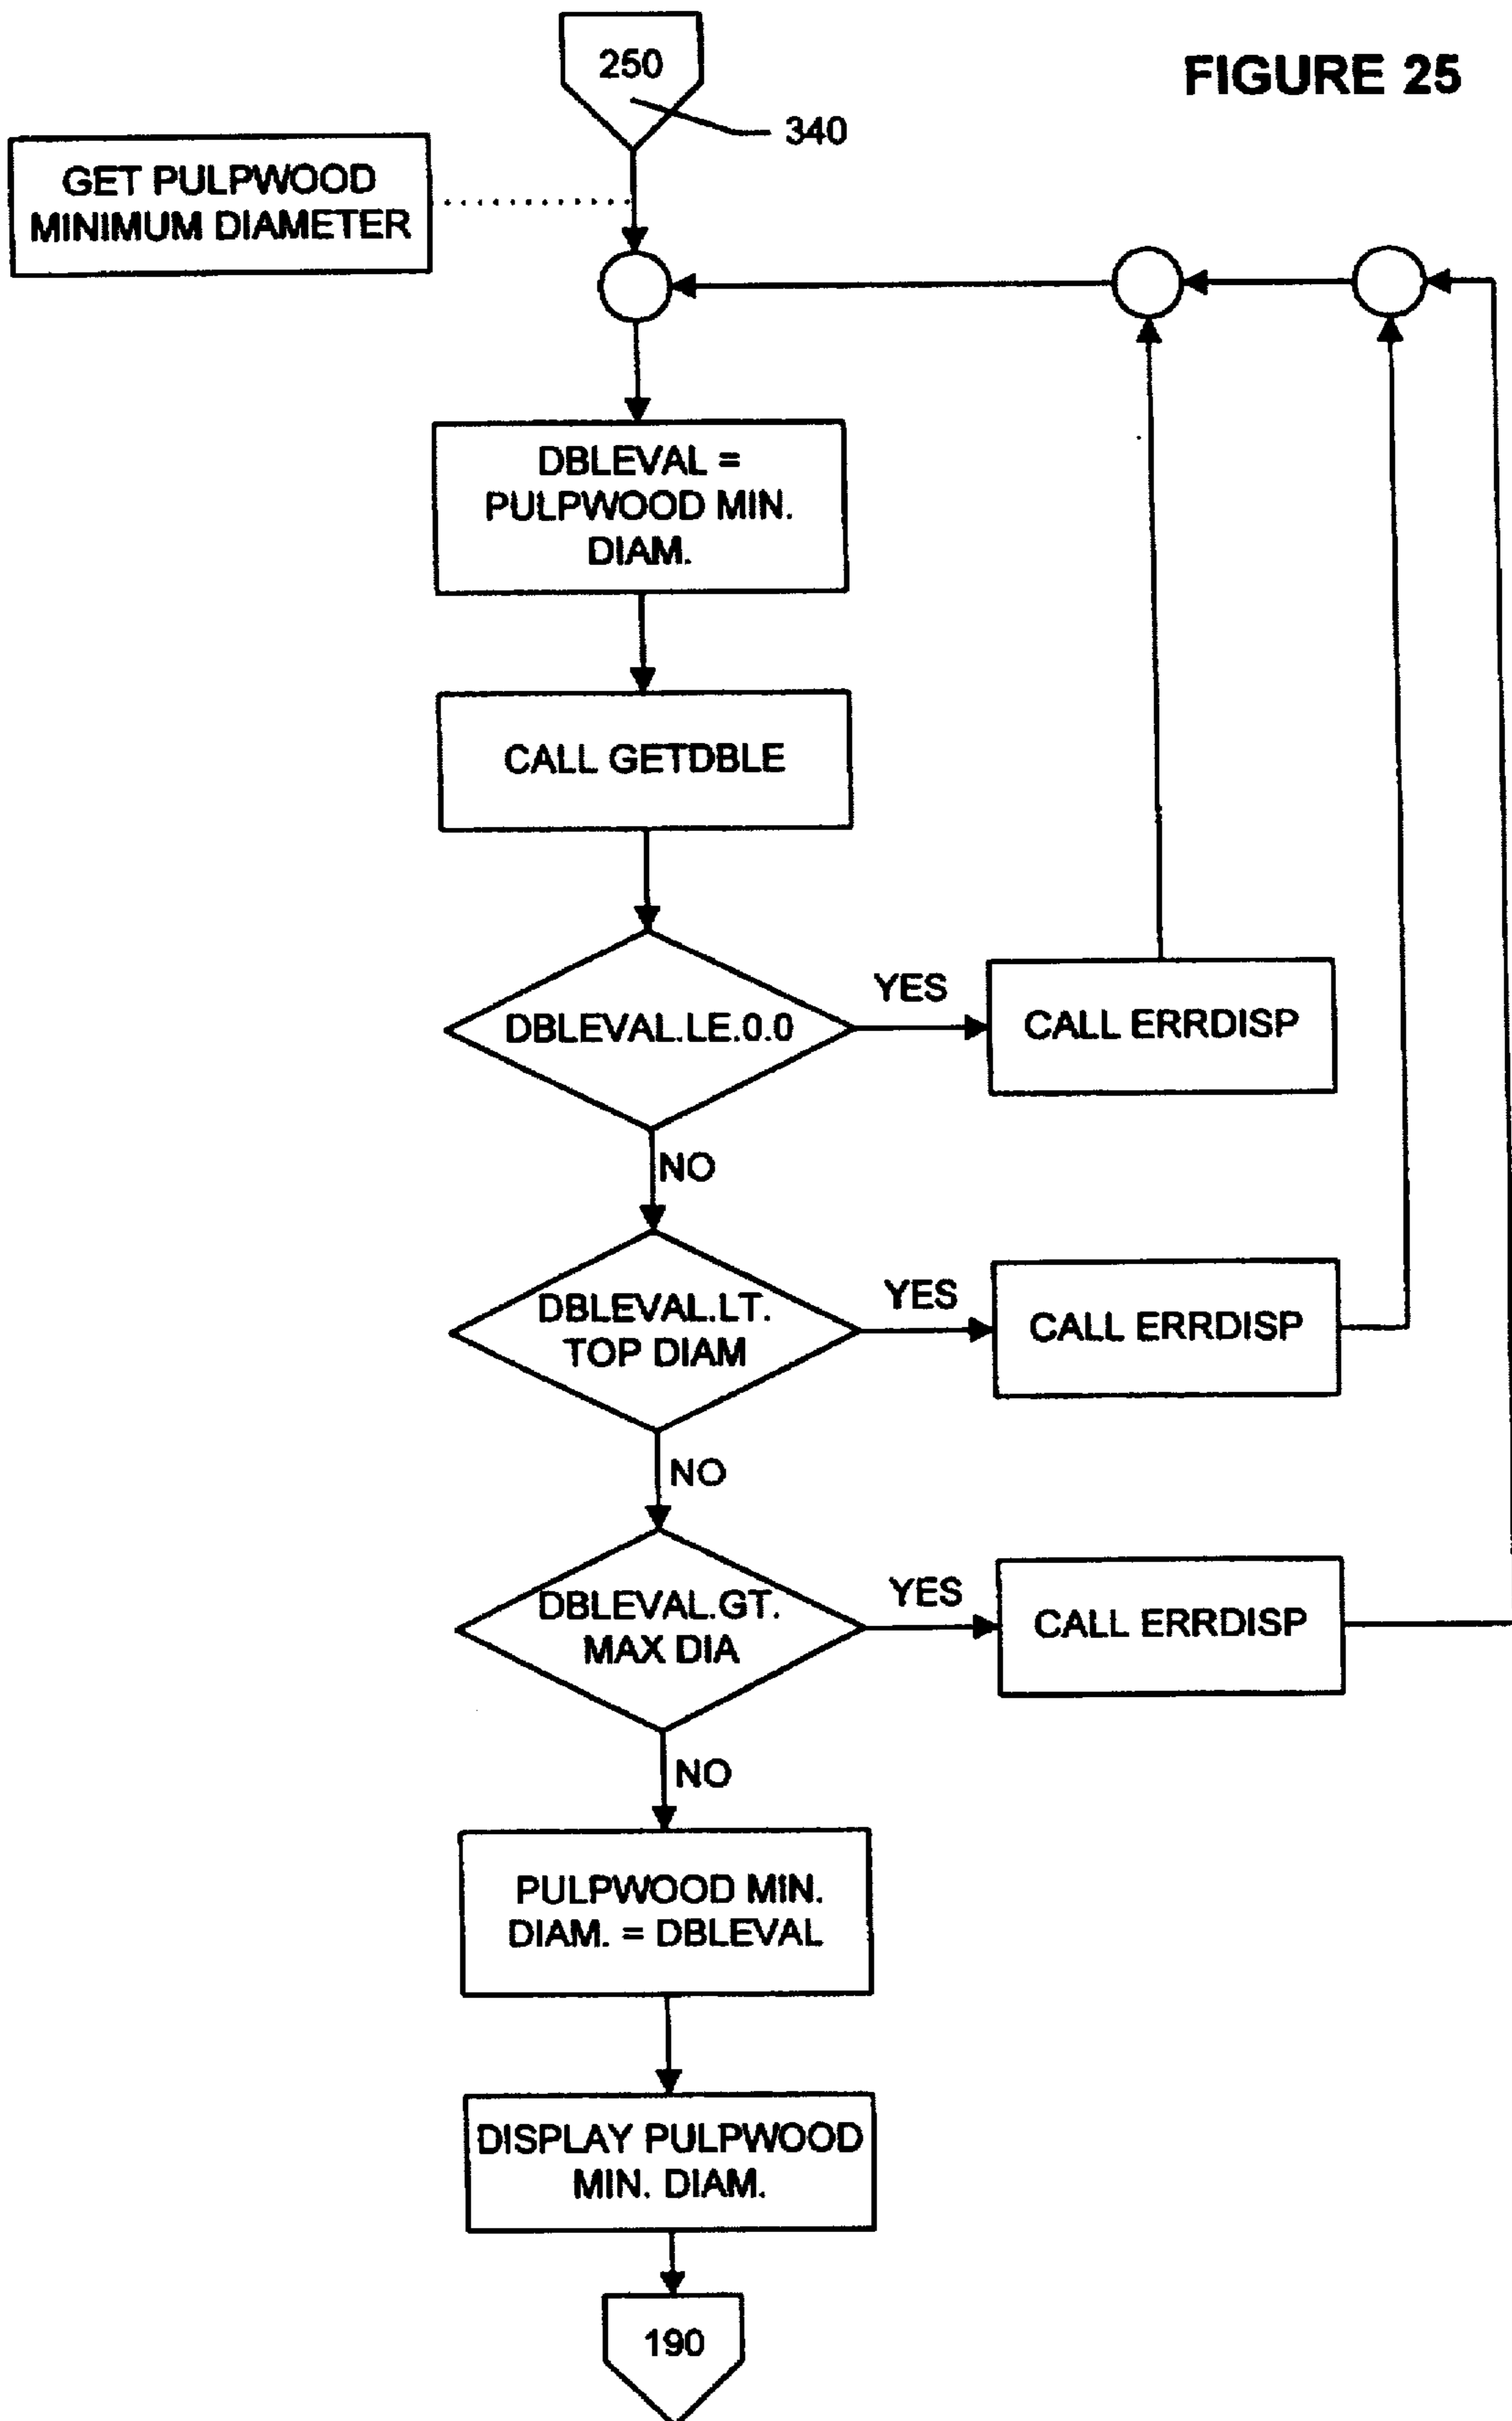 FIGURE 25
250
340
GET PULPWOOD
MINIMUM DIAMETER
DBLEVAL =
PULPWOOD MIN.
DIAM.
CALL GETDBLE
DBLEVAL.LE.0.0
YES
CALL ERRDISP
NO
DBLEVAL.LT.
TOP DIAM
YES
CALL ERRDISP
NO
DBLEVAL.GT.
MAX DIA
YES
CALL ERRDISP
NO
PULPWOOD MIN.
DIAM. = DBLEVAL
DISPLAY PULPWOOD
MIN. DIAM.
190